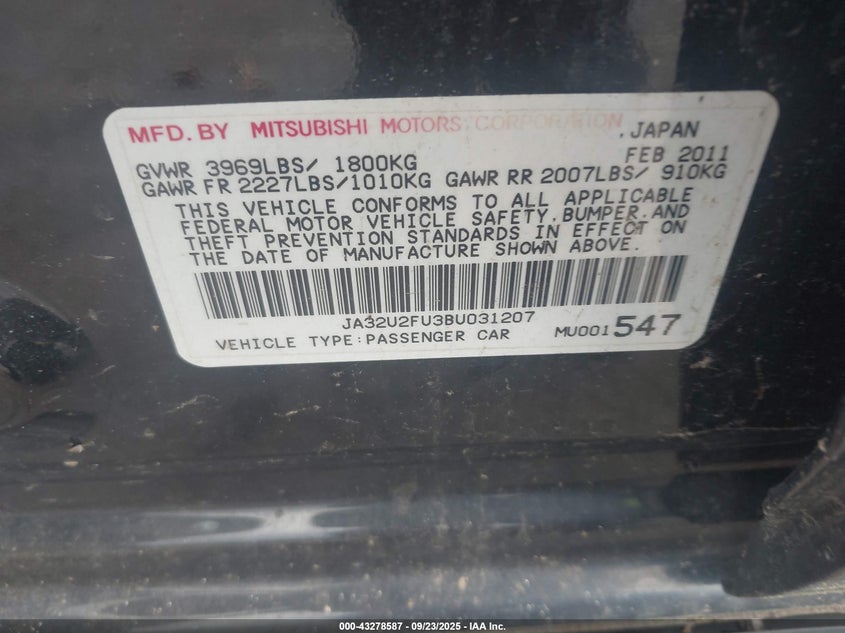 MFD. BY MITSUBISHI MOTORS CORPORATION, JAPAN
GVWR 3969LBS/ 1800KG FEB 2011
GAWR FR 2227LBS/1010KG GAWR RR 2007LBS/ 910KG
THIS VEHICLE CONFORMS TO ALL APPLICABLE
FEDERAL MOTOR VEHICLE SAFETY, BUMPER, AND
THEFT PREVENTION STANDARDS IN EFFECT ON
THE DATE OF MANUFACTURE SHOWN ABOVE.
JA32U2FU3BU031207
VEHICLE TYPE:PASSENGER CAR MU001547
000-43278587 - 09/23/2025 - IAA Inc.